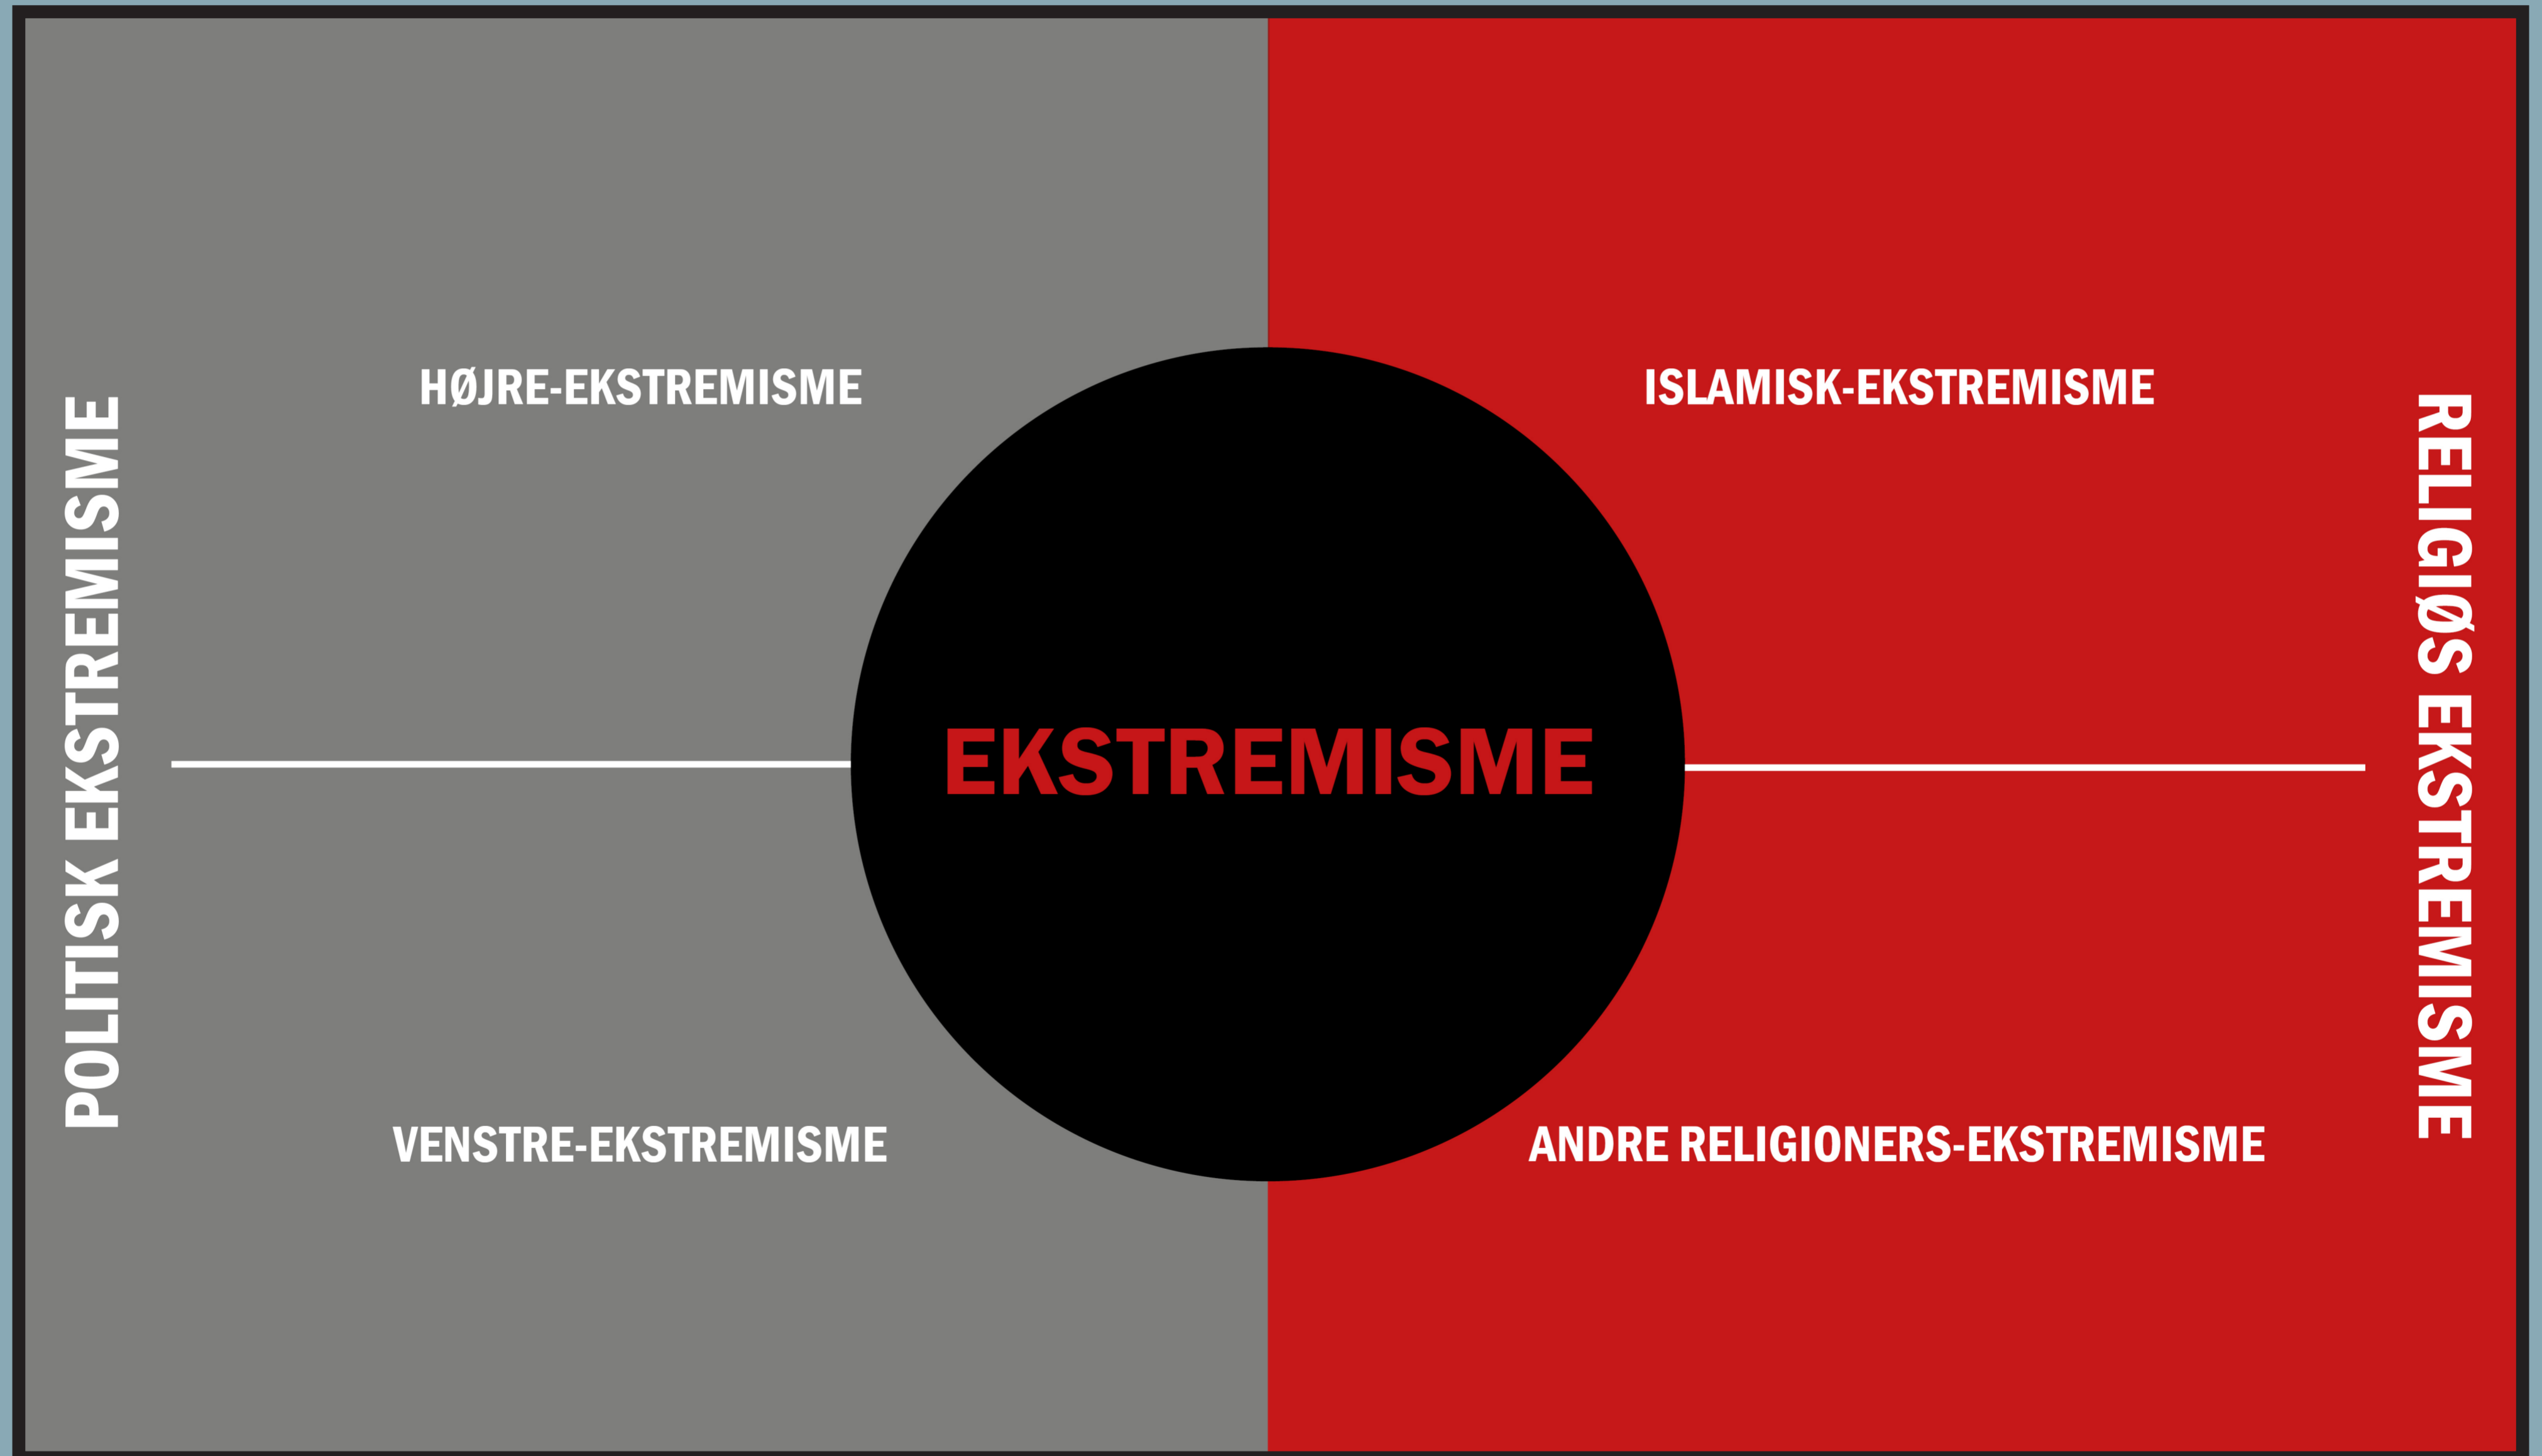 POLITISK EKSTREMISME
HØJRE-EKSTREMISME
VENSTRE-EKSTREMISME
EKSTREMISME
ISLAMISK-EKSTREMISME
ANDRE RELIGIONERS-EKSTREMISME
RELIGIØS EKSTREMISME